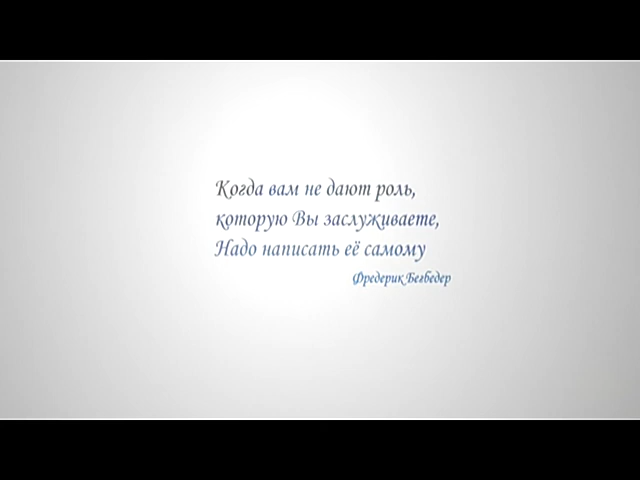 Когда вам не дают роль,
которую Вы заслуживаете,
Надо написать её самому
Фредерик Бегбедер